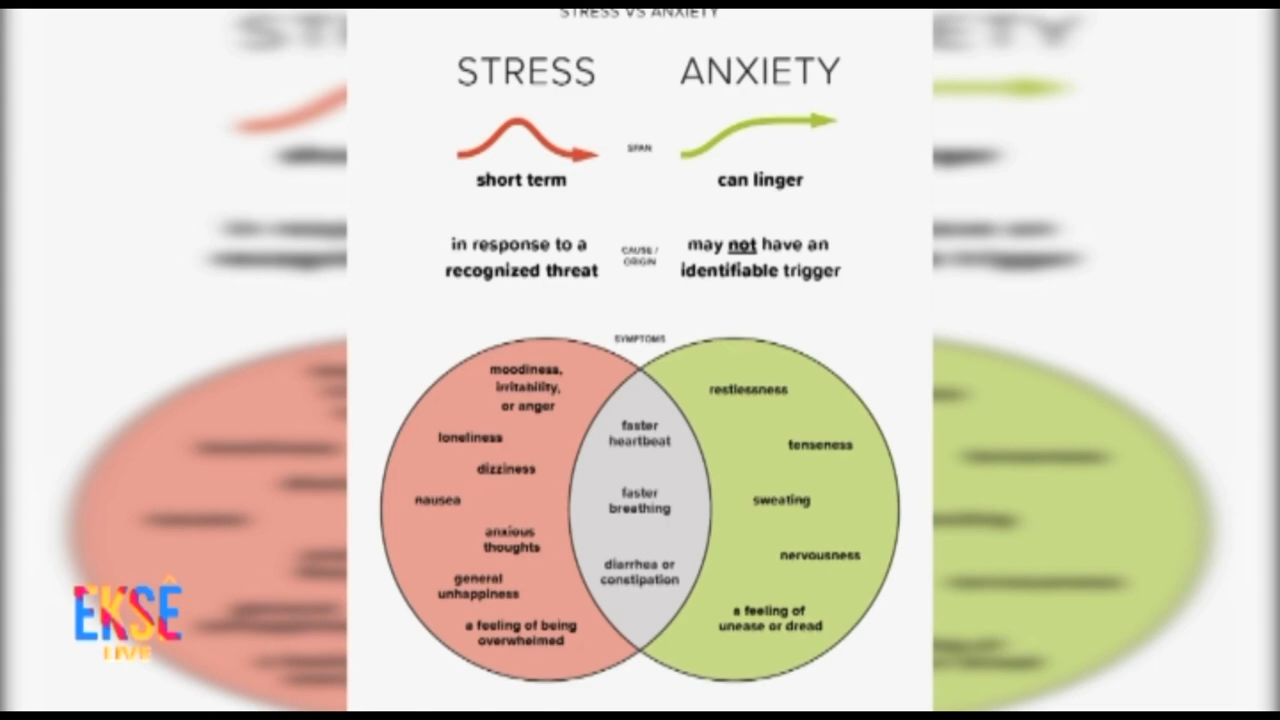 STRESS VS ANXIETY
STRESS
ANXIETY
SPAN
short term
can linger
in response to a
recognized threat
CAUSE /
ORIGIN
may not have an
identifiable trigger
SYMPTOMS
moodiness,
irritability,
or anger
loneliness
dizziness
nausea
anxious
thoughts
general
unhappiness
a feeling of being
overwhelmed
faster
heartbeat
faster
breathing
diarrhea or
constipation
restlessness
tenseness
sweating
nervousness
a feeling of
unease or dread
EKSÊ
LIVE